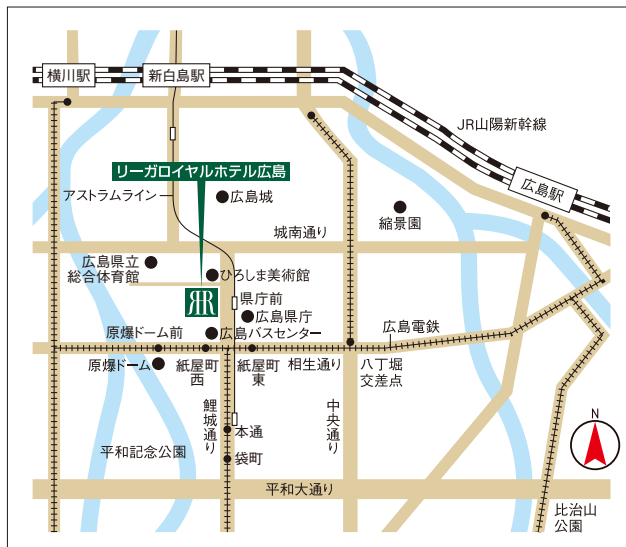 横川駅
新白島駅
JR山陽新幹線
広島駅
リーガロイヤルホテル広島
アストラムライン
広島城
縮景園
城南通り
広島県立
総合体育館
ひろしま美術館
RR
県庁前
広島県庁
原爆ドーム前
広島バスセンター
広島電鉄
原爆ドーム
紙屋町
西
紙屋町
東
相生通り
八丁堀
交差点
鯉城通り
中央通り
本通
平和記念公園
袋町
平和大通り
比治山
公園
N